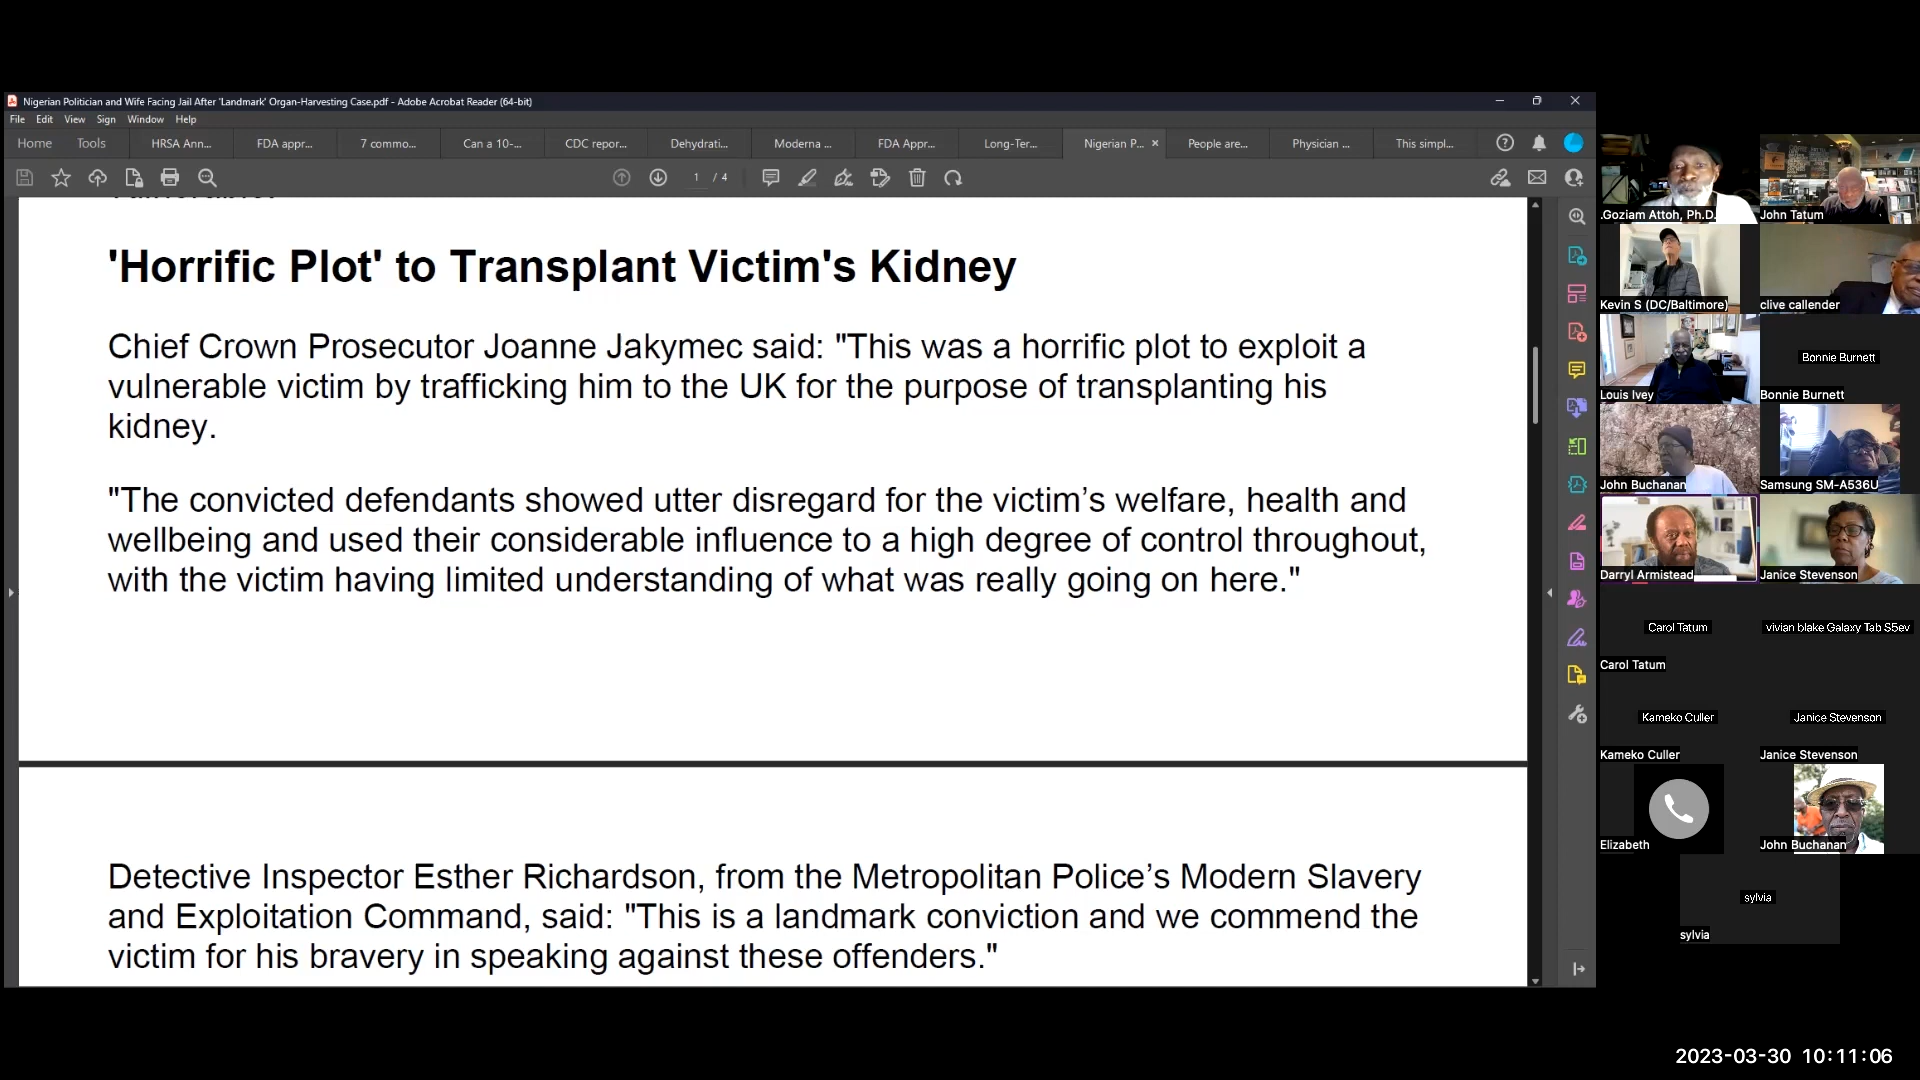 Nigerian Politician and Wife Facing Jail After 'Landmark' Organ-Harvesting Case.pdf - Adobe Acrobat Reader (64-bit)
File Edit View Sign Window Help
Home Tools HRSA Ann... FDA appr... 7 commo... Can a 10-... CDC repor... Dehydrati... Moderna ... FDA Appr... Long-Ter... Nigerian P... People are... Physician ... This simpl...
1 / 4
'Horrific Plot' to Transplant Victim's Kidney
Chief Crown Prosecutor Joanne Jakymec said: "This was a horrific plot to exploit a
vulnerable victim by trafficking him to the UK for the purpose of transplanting his
kidney.
"The convicted defendants showed utter disregard for the victim’s welfare, health and
wellbeing and used their considerable influence to a high degree of control throughout,
with the victim having limited understanding of what was really going on here."
Detective Inspector Esther Richardson, from the Metropolitan Police’s Modern Slavery
and Exploitation Command, said: "This is a landmark conviction and we commend the
victim for his bravery in speaking against these offenders."
.Goziam Attoh, Ph.D.
John Tatum
Kevin S (DC/Baltimore)
clive callender
Louis Ivey
Bonnie Burnett
Bonnie Burnett
John Buchanan
Samsung SM-A536U
Darryl Armistead
Janice Stevenson
Carol Tatum
Carol Tatum
vivian blake Galaxy Tab S5ev
Kameko Culler
Kameko Culler
Janice Stevenson
Janice Stevenson
Elizabeth
John Buchanan
sylvia
sylvia
2023-03-30 10:11:06